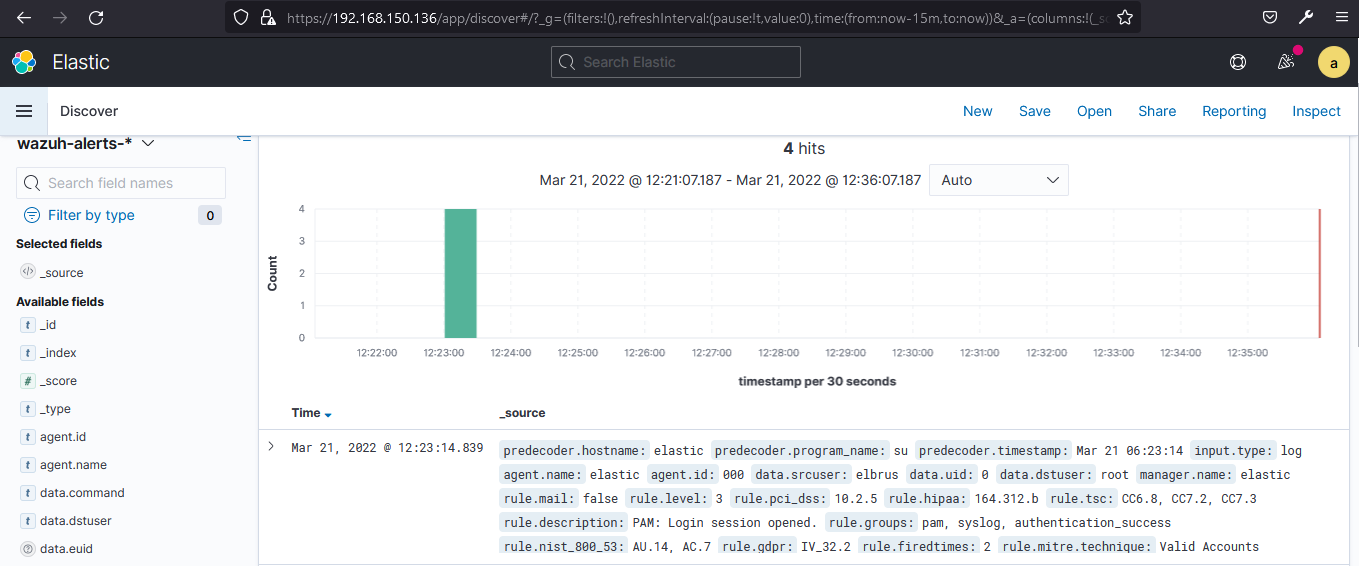 https://192.168.150.136/app/discover#/?_g=(filters:!(),refreshInterval:(pause:!t,value:0),time:(from:now-15m,to:now))&_a=(columns:!(_s
Elastic
Search Elastic
a
Discover
New Save Open Share Reporting Inspect
wazuh-alerts-*
Search field names
Filter by type 0
Selected fields
_source
Available fields
t _id
t _index
# _score
t _type
t agent.id
t agent.name
t data.command
t data.dstuser
data.euid
4 hits
Mar 21, 2022 @ 12:21:07.187 - Mar 21, 2022 @ 12:36:07.187 Auto
4
3
2
1
0
Count
12:22:00 12:23:00 12:24:00 12:25:00 12:26:00 12:27:00 12:28:00 12:29:00 12:30:00 12:31:00 12:32:00 12:33:00 12:34:00 12:35:00
timestamp per 30 seconds
Time _source
Mar 21, 2022 @ 12:23:14.839 predecoder.hostname: elastic predecoder.program_name: su predecoder.timestamp: Mar 21 06:23:14 input.type: log
agent.name: elastic agent.id: 000 data.srcuser: elbrus data.uid: 0 data.dstuser: root manager.name: elastic
rule.mail: false rule.level: 3 rule.pci_dss: 10.2.5 rule.hipaa: 164.312.b rule.tsc: CC6.8, CC7.2, CC7.3
rule.description: PAM: Login session opened. rule.groups: pam, syslog, authentication_success
rule.nist_800_53: AU.14, AC.7 rule.gdpr: IV_32.2 rule.firedtimes: 2 rule.mitre.technique: Valid Accounts